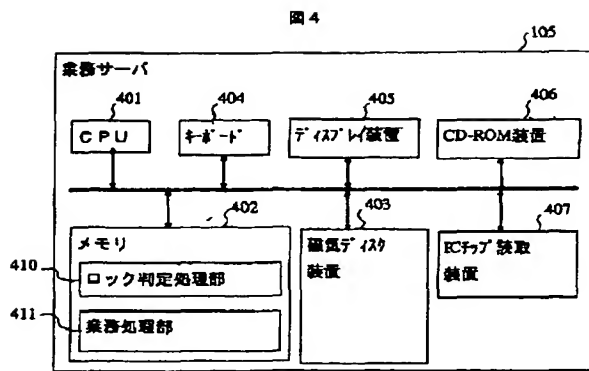 図4
105
業務サーバ
401
404
405
406
CPU
キーボード
ディスプレイ装置
CD-ROM装置
402
403
407
メモリ
磁気ディスク
装置
ICチップ読取
装置
410
ロック判定処理部
411
業務処理部